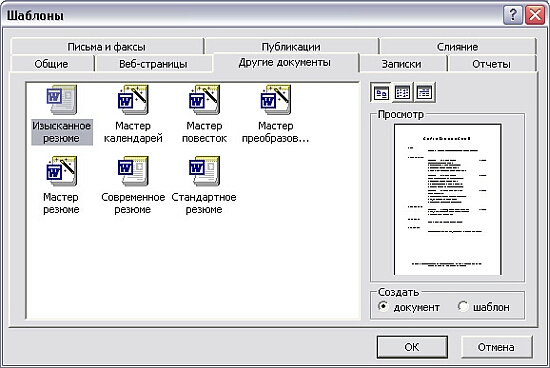 Шаблоны
Письма и факсы Публикации Слияние
Общие Веб-страницы Другие документы Записки Отчеты
Изысканное резюме
Мастер календарей
Мастер повесток
Мастер преобразов...
Мастер резюме
Современное резюме
Стандартное резюме
Просмотр
Создать
документ шаблон
ОК Отмена